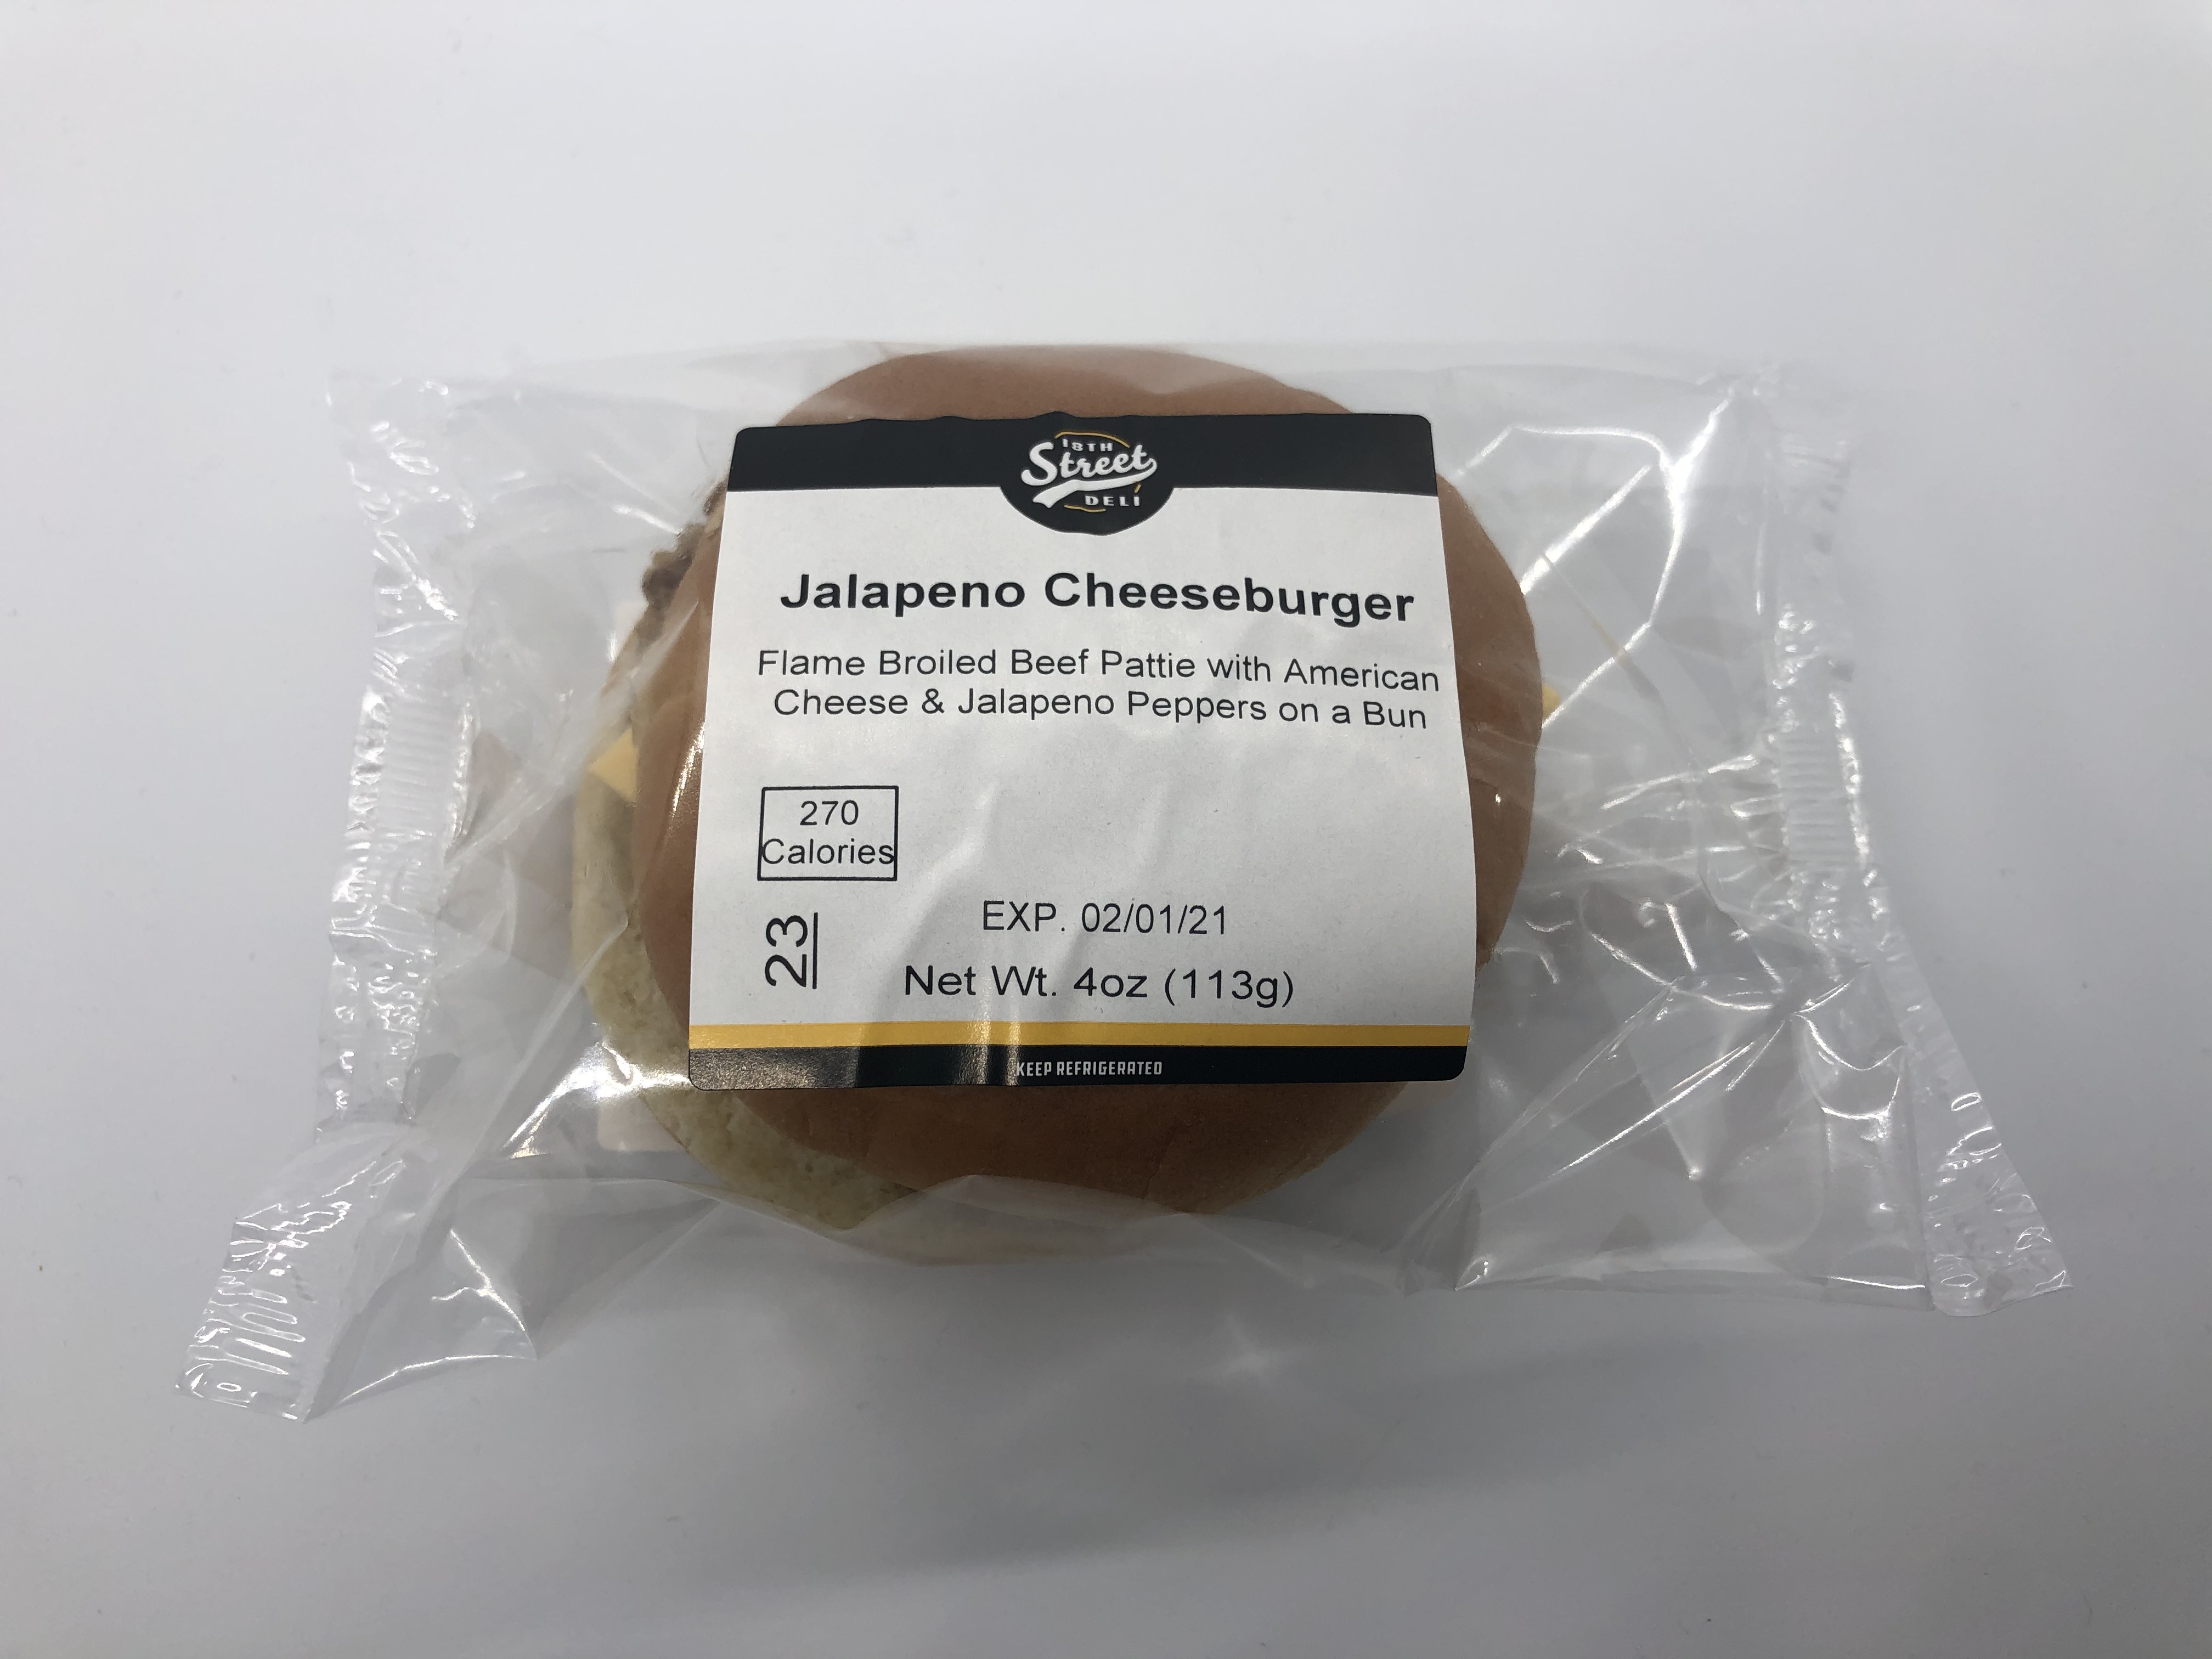 18TH
Street
DELI
Jalapeno Cheeseburger
Flame Broiled Beef Pattie with American
Cheese & Jalapeno Peppers on a Bun
270
Calories
23
EXP. 02/01/21
Net Wt. 4oz (113g)
KEEP REFRIGERATED